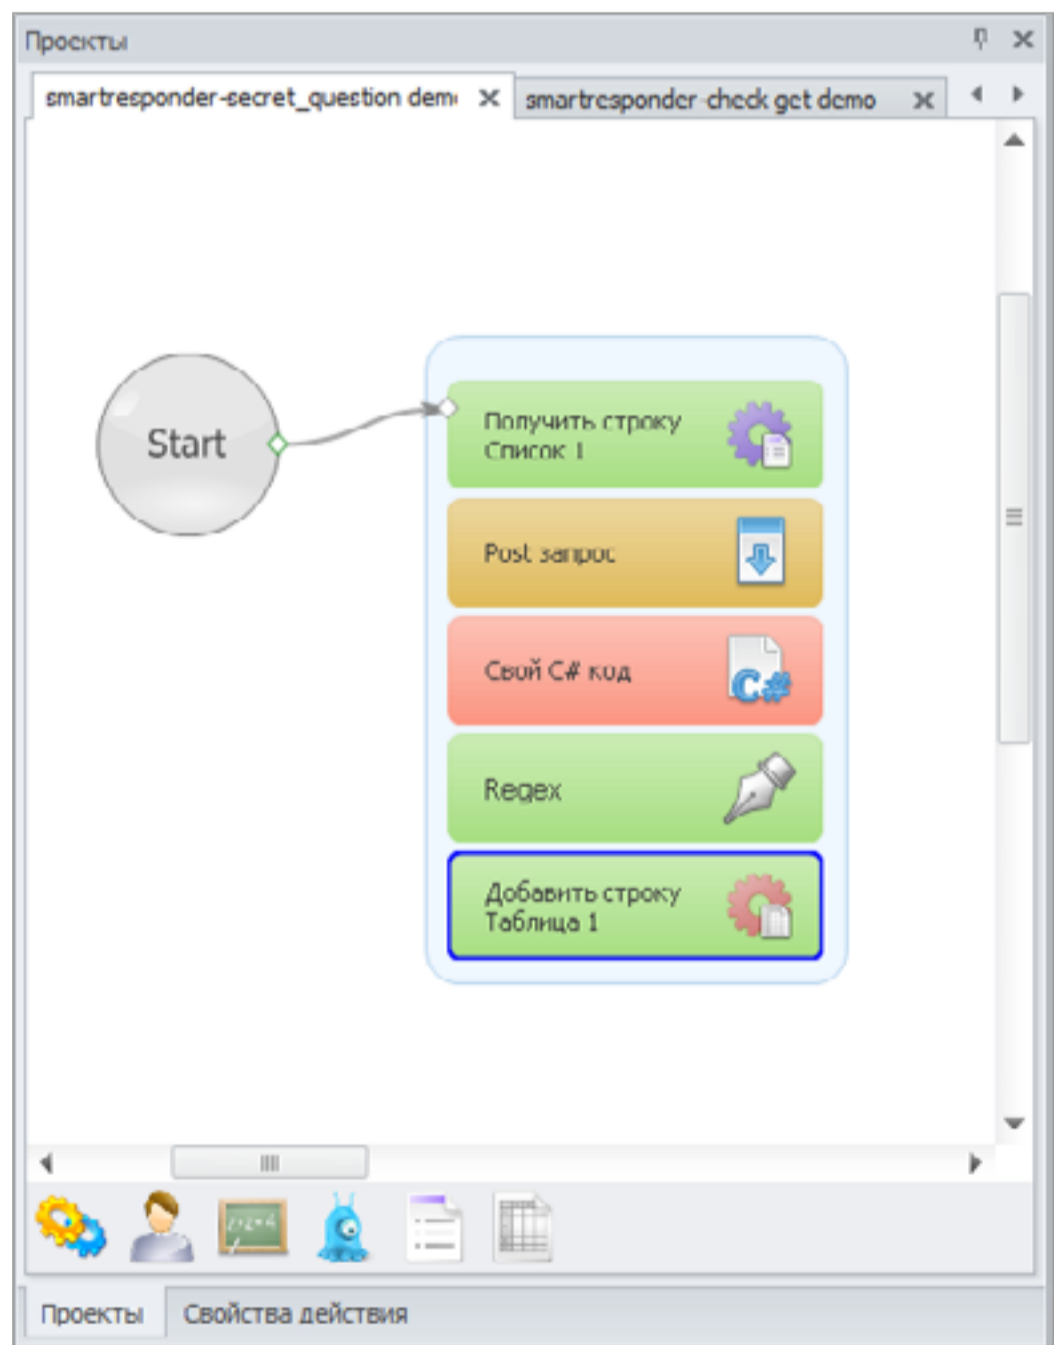 Проекты
smartresponder-secret_question dem
smartresponder-check get demo
Start
Получить строку
Список 1
Post запрос
Свой C# код
C#
Regex
Добавить строку
Таблица 1
Проекты
Свойства действия